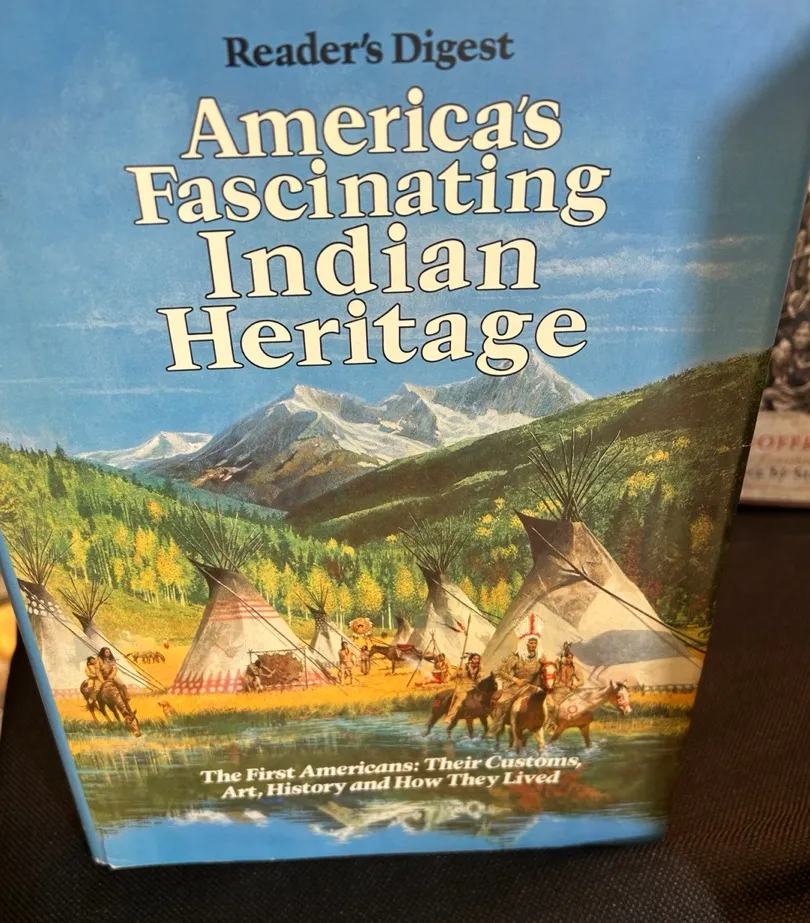 Reader's Digest
America's
Fascinating
Indian
Heritage
The First Americans: Their Customs,
Art, History and How They Lived